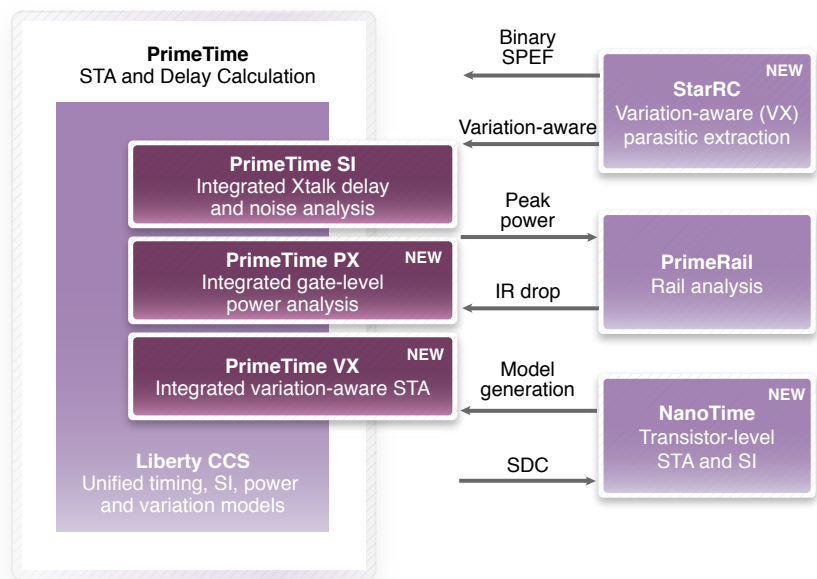 PrimeTime
STA and Delay Calculation
PrimeTime SI
Integrated Xtalk delay
and noise analysis
PrimeTime PX
NEW
Integrated gate-level
power analysis
PrimeTime VX
NEW
Integrated variation-aware STA
Liberty CCS
Unified timing, SI, power
and variation models
Binary
SPEF
Variation-aware
Peak
power
IR drop
Model
generation
SDC
NEW
StarRC
Variation-aware (VX)
parasitic extraction
PrimeRail
Rail analysis
NEW
NanoTime
Transistor-level
STA and SI